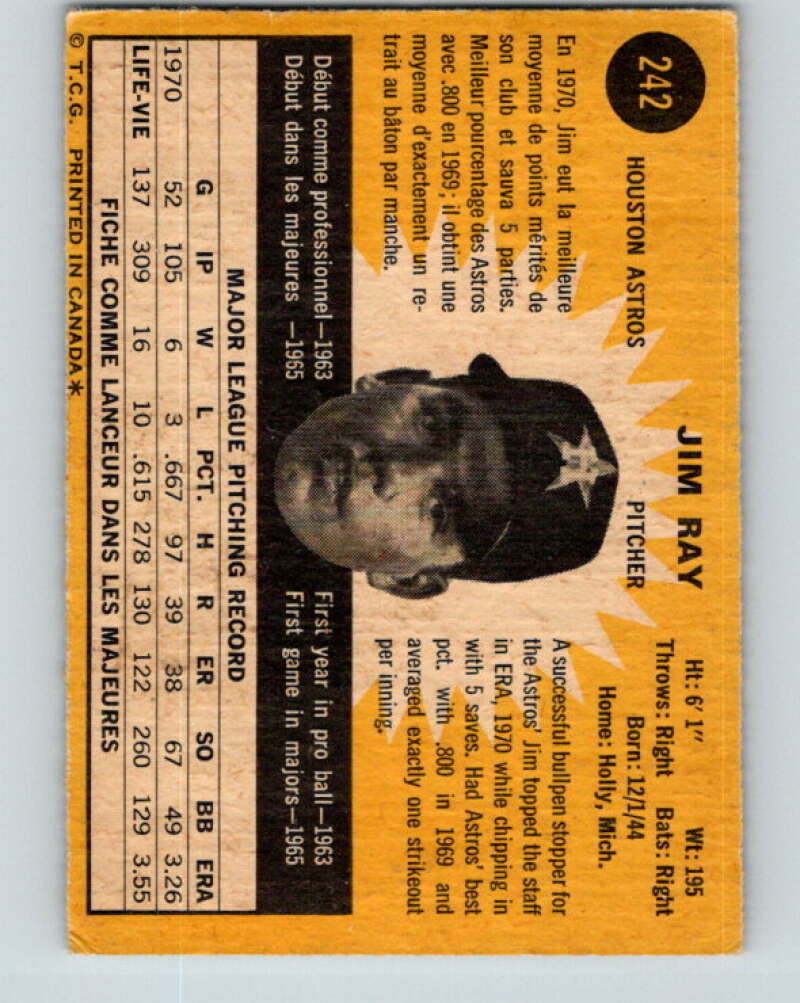 242
JIM RAY
HOUSTON ASTROS PITCHER
Ht: 6' 1" Wt: 195
Throws: Right Bats: Right
Born: 12/1/44
Home: Holly, Mich.
En 1970, Jim eut la meilleure
moyenne de points mérités de
son club et sauva 5 parties.
Meilleur pourcentage des Astros
avec .800 en 1969; il obtint une
moyenne d'exactement un re-
trait au bâton par manche.
A successful bullpen stopper for
the Astros' Jim topped the staff
in ERA, 1970 while chipping in
with 5 saves. Had Astros' best
pct. with .800 in 1969 and
averaged exactly one strikeout
per inning.
Début comme professionnel—1963
Début dans les majeures —1965
First year in pro ball—1963
First game in majors—1965
MAJOR LEAGUE PITCHING RECORD
G IP W L PCT. H R ER SO BB ERA
1970 52 105 6 3 .667 97 39 38 67 49 3.26
LIFE-VIE 137 309 16 10 .615 278 130 122 260 129 3.55
FICHE COMME LANCEUR DANS LES MAJEURES
© T.C.G. PRINTED IN CANADA*